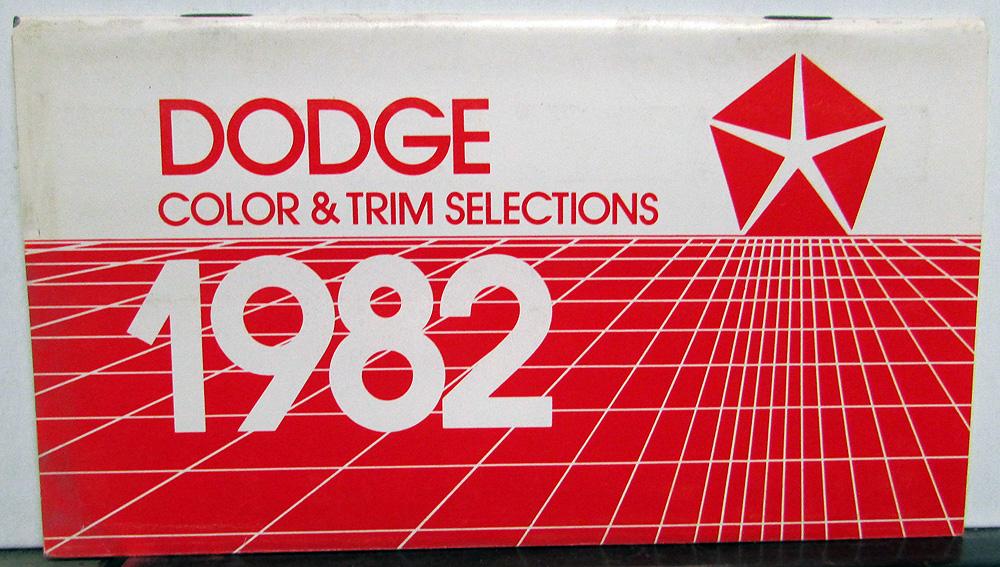 DODGE
COLOR & TRIM SELECTIONS
1982